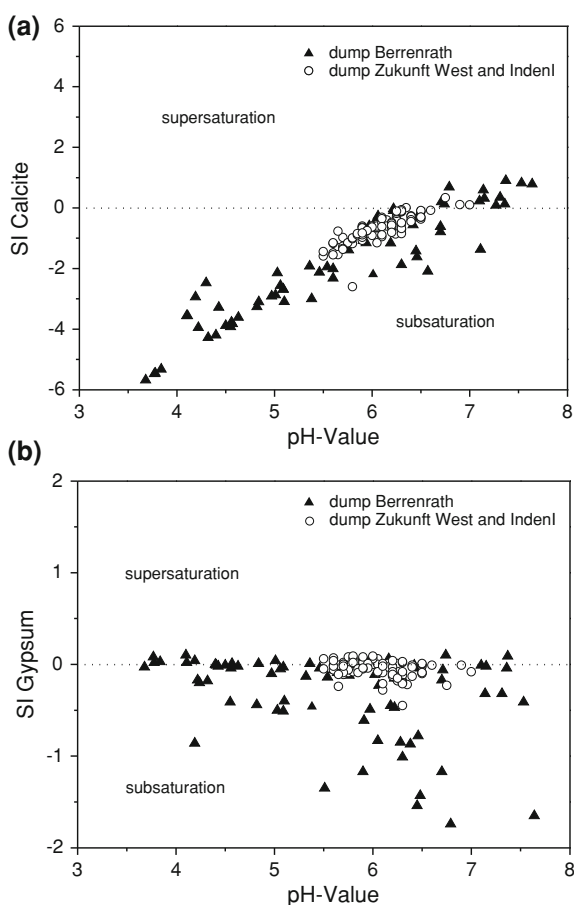 (a)
6
4
2
0
-2
-4
-6
SI Calcite
dump Berrenrath
dump Zukunft West and IndenI
supersaturation
subsaturation
3 4 5 6 7 8
pH-Value
(b)
2
1
0
-1
-2
SI Gypsum
dump Berrenrath
dump Zukunft West and IndenI
supersaturation
subsaturation
3 4 5 6 7 8
pH-Value